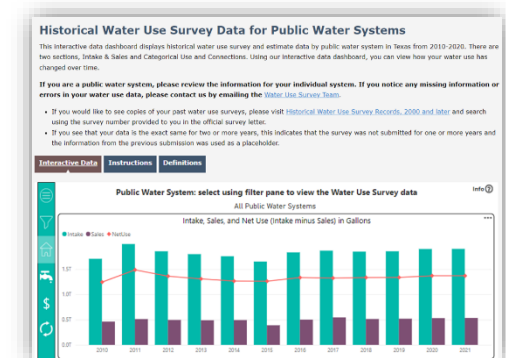 Historical Water Use Survey Data for Public Water Systems
This interactive data dashboard displays historical water use survey and estimate data by public water system in Texas from 2010-2020. There are
two sections, Intake & Sales and Categorical Use and Connections. Using our interactive data dashboard, you can view how your water use has
changed over time.
If you are a public water system, please review the information for your individual system. If you notice any missing information or
errors in your water use data, please contact us by emailing the Water Use Survey Team.
• If you would like to see copies of your past water use surveys, please visit Historical Water Use Survey Records, 2000 and later and search
using the survey number provided to you in the official survey letter.
• If you see that your data is the exact same for two or more years, this indicates that the survey was not submitted for one or more years and
the information from the previous submission was used as a placeholder.
Interactive Data Instructions Definitions
Public Water System: select using filter pane to view the Water Use Survey data
Info ?
All Public Water Systems
Intake, Sales, and Net Use (Intake minus Sales) in Gallons
...
Intake Sales NetUse
1.0T
0.0T
$
2010 2011 2012 2013 2014 2015 2016 2017 2018 2019 2020 2021